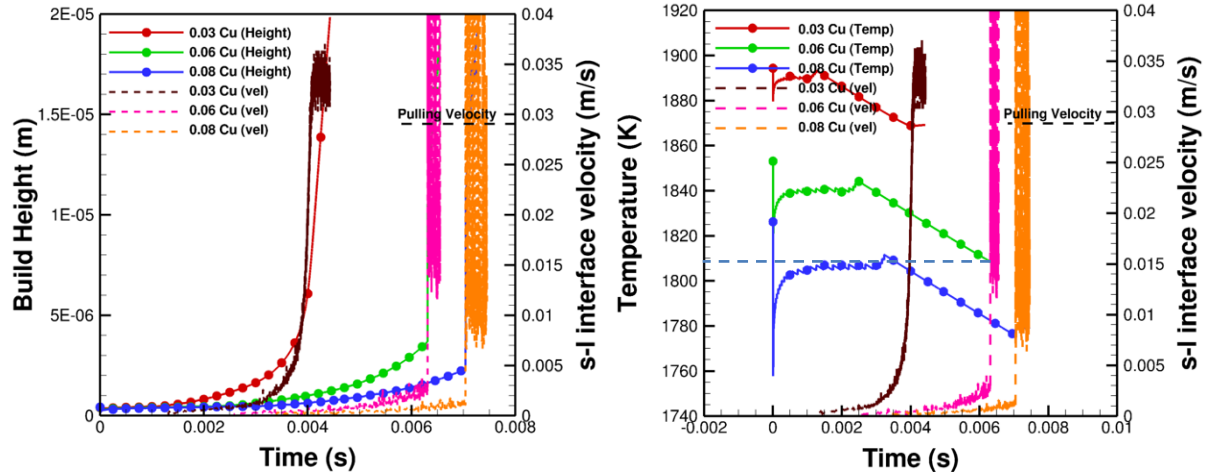 2E-05
1.5E-05
1E-05
5E-06
0
Build Height (m)
0.03 Cu (Height)
0.06 Cu (Height)
0.08 Cu (Height)
0.03 Cu (vel)
0.06 Cu (vel)
0.08 Cu (vel)
Pulling Velocity
0.04
0.035
0.03
0.025
0.02
0.015
0.01
0.005
0
s-l interface velocity (m/s)
0
0.002
0.004
0.006
0.008
Time (s)
1920
1900
1880
1860
1840
1820
1800
1780
1760
1740
Temperature (K)
0.03 Cu (Temp)
0.06 Cu (Temp)
0.08 Cu (Temp)
0.03 Cu (vel)
0.06 Cu (vel)
0.08 Cu (vel)
Pulling Velocity
0.04
0.035
0.03
0.025
0.02
0.015
0.01
0.005
0
s-l interface velocity (m/s)
-0.002
0
0.002
0.004
0.006
0.008
0.01
Time (s)